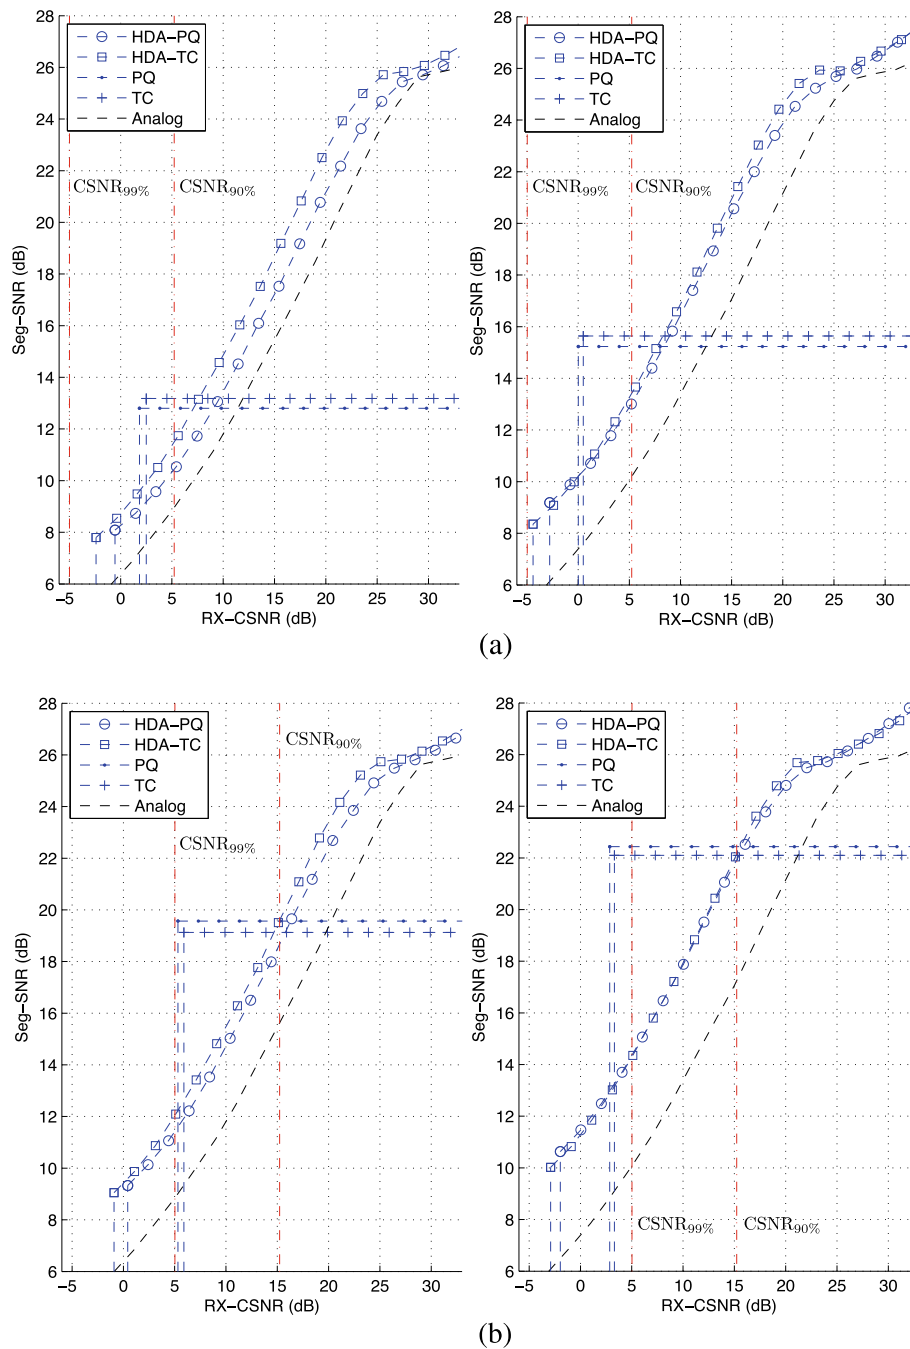 28
26
24
22
20
18
16
14
12
10
8
6
Seg−SNR (dB)
HDA−PQ
HDA−TC
PQ
TC
Analog
CSNR99%
CSNR90%
−5 0 5 10 15 20 25 30
RX−CSNR (dB)
28
26
24
22
20
18
16
14
12
10
8
6
HDA−PQ
HDA−TC
PQ
TC
Analog
CSNR99%
CSNR90%
−5 0 5 10 15 20 25 30
RX−CSNR (dB)
(a)
28
26
24
22
20
18
16
14
12
10
8
6
Seg−SNR (dB)
HDA−PQ
HDA−TC
PQ
TC
Analog
CSNR90%
CSNR99%
−5 0 5 10 15 20 25 30
RX−CSNR (dB)
28
26
24
22
20
18
16
14
12
10
8
6
HDA−PQ
HDA−TC
PQ
TC
Analog
CSNR99%
CSNR90%
−5 0 5 10 15 20 25 30
RX−CSNR (dB)
(b)